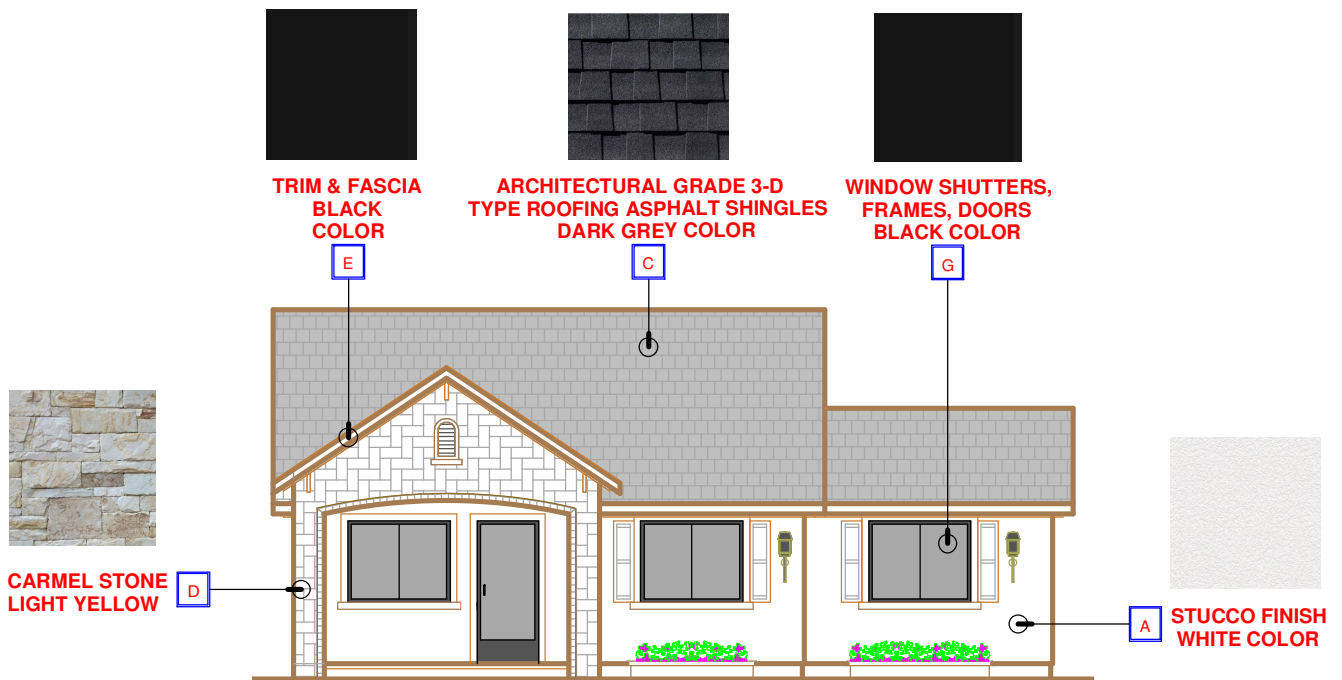 TRIM & FASCIA
BLACK
COLOR
E
ARCHITECTURAL GRADE 3-D
TYPE ROOFING ASPHALT SHINGLES
DARK GREY COLOR
C
WINDOW SHUTTERS,
FRAMES, DOORS
BLACK COLOR
G
CARMEL STONE
LIGHT YELLOW
D
A
STUCCO FINISH
WHITE COLOR